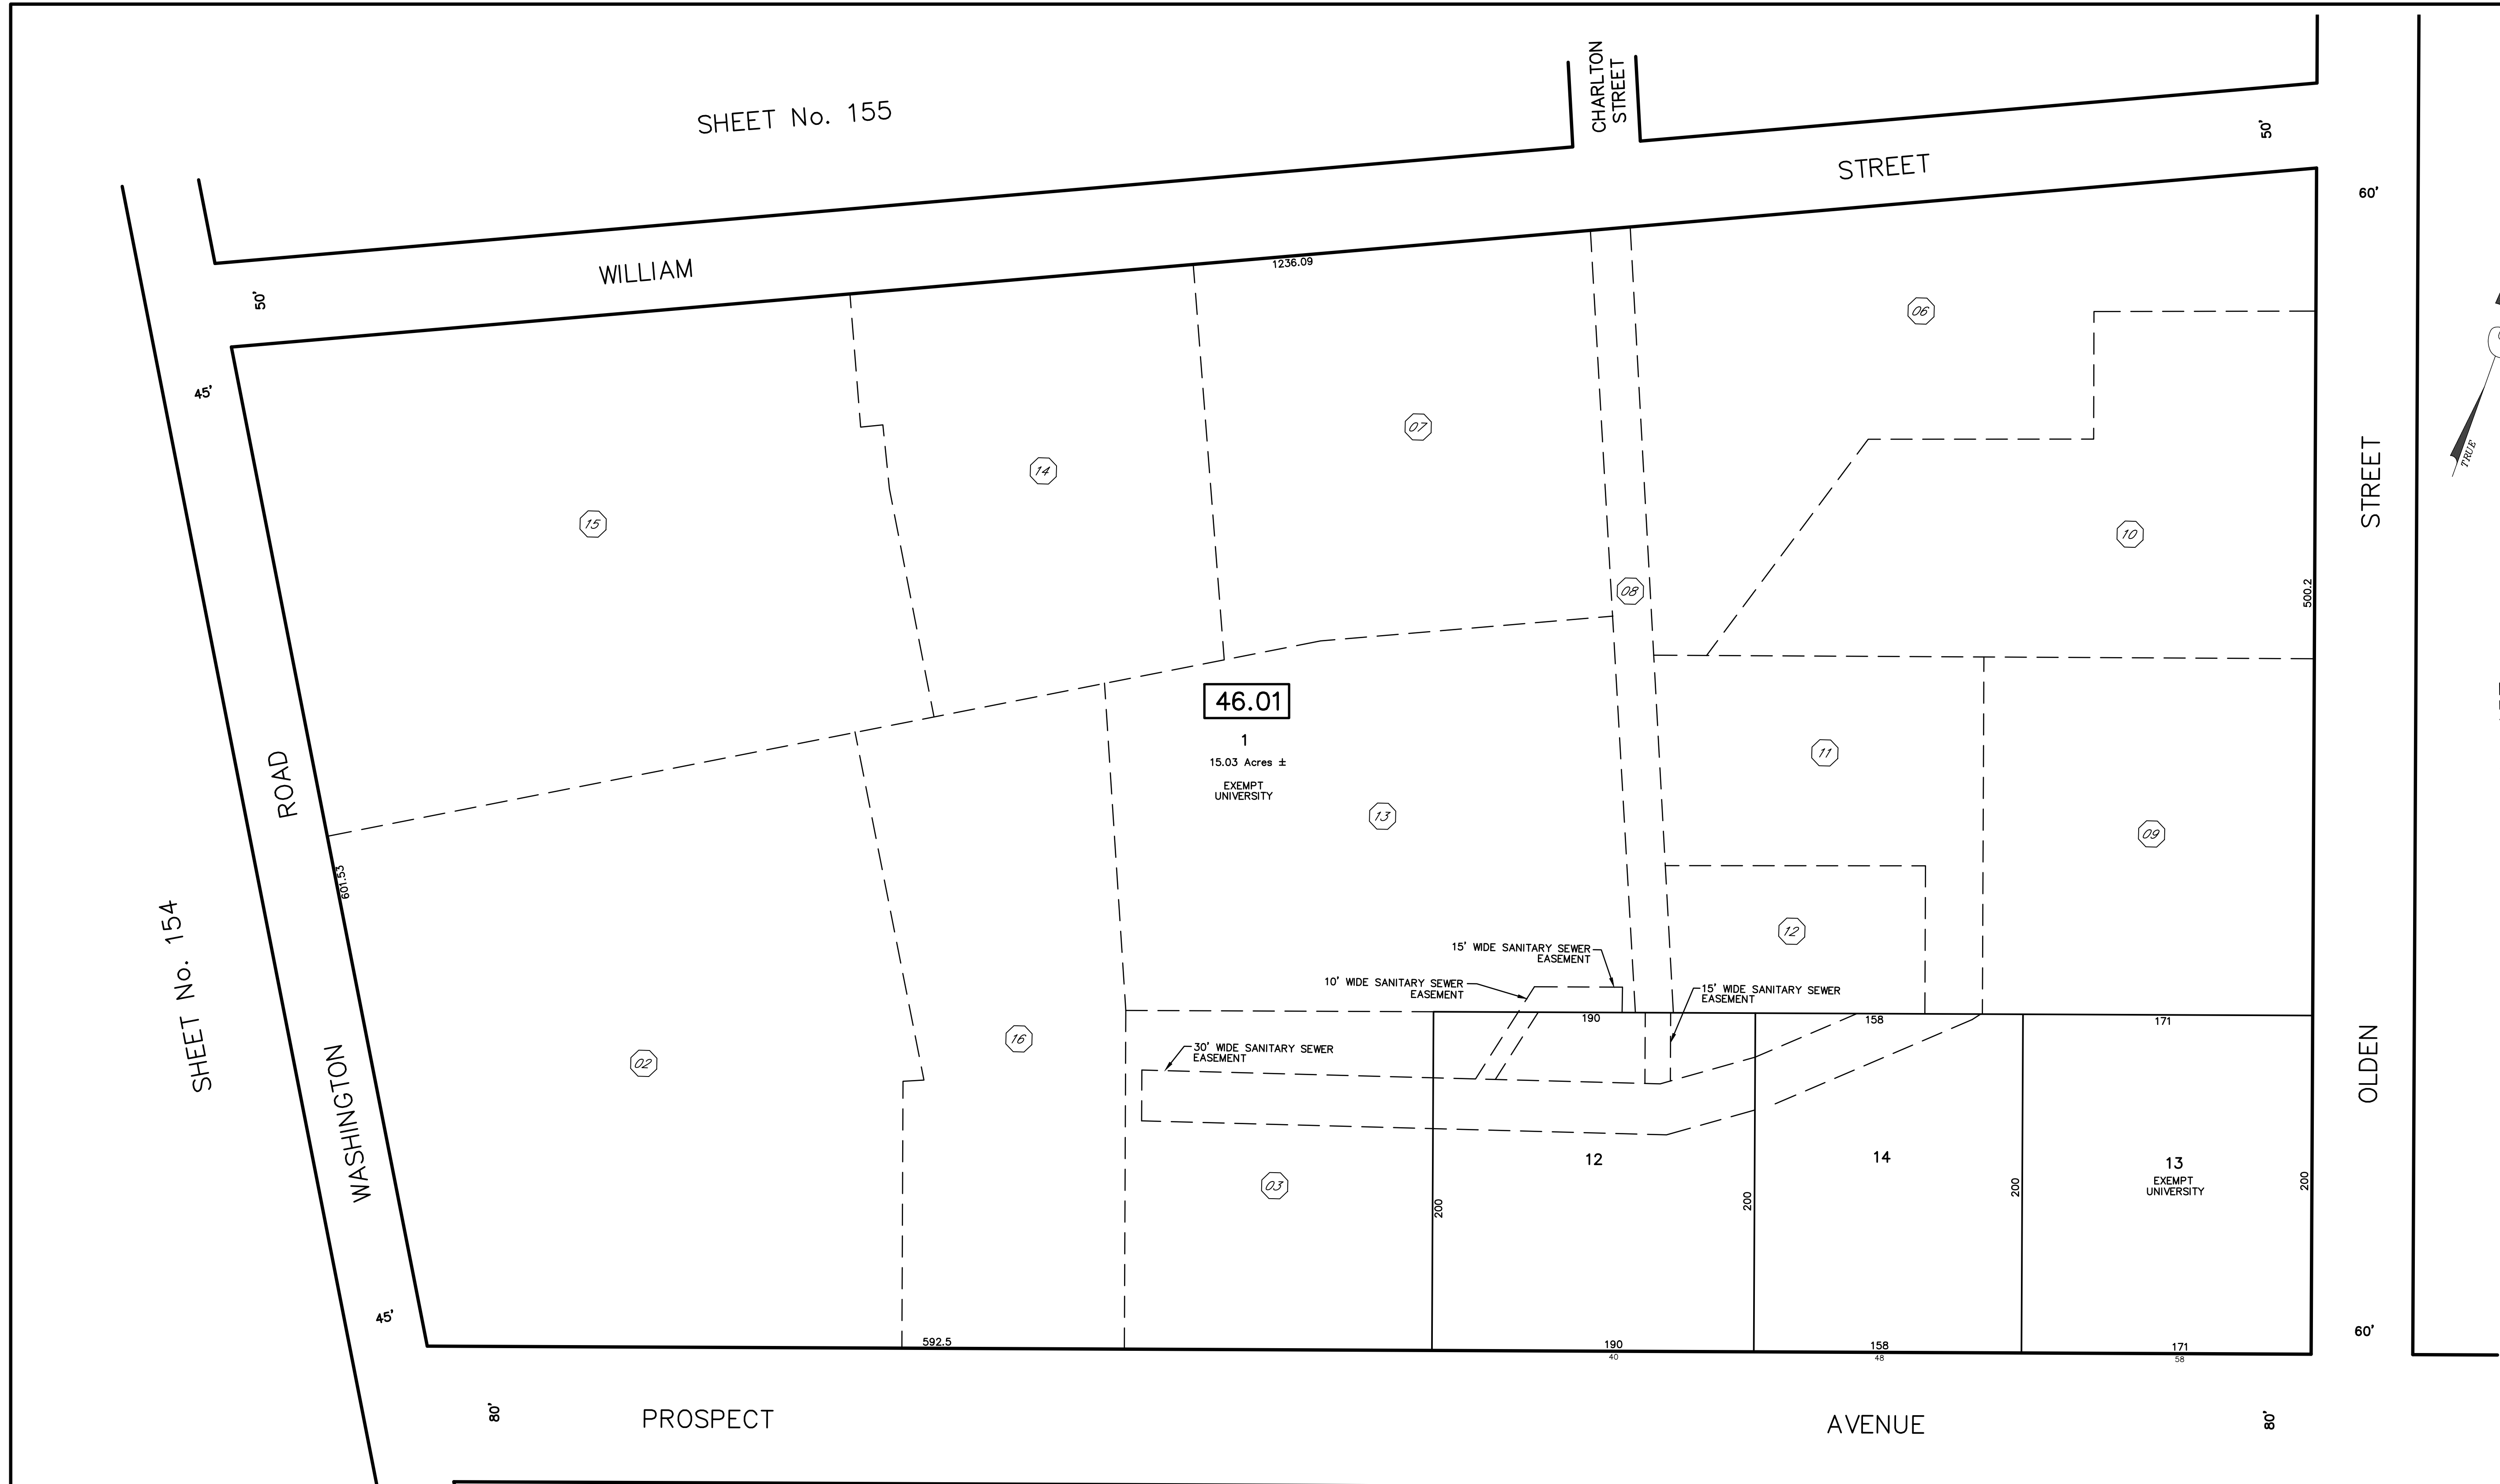 CHARLTON
STREET
SHEET No. 155
50'
STREET
60'
WILLIAM
1236.09
50'
06
45'
07
14
TRUE
STREET
15
10
08
500.2
46.01
1
15.03 Acres ±
EXEMPT
UNIVERSITY
ROAD
11
13
09
601.53
SHEET No. 154
12
15' WIDE SANITARY SEWER
EASEMENT
10' WIDE SANITARY SEWER
EASEMENT
15' WIDE SANITARY SEWER
EASEMENT
190
158
171
30' WIDE SANITARY SEWER
EASEMENT
16
02
OLDEN
WASHINGTON
03
12
14
13
EXEMPT
UNIVERSITY
200
200
200
200
45'
592.5
190
158
171
40
48
58
60'
80'
PROSPECT
AVENUE
80'